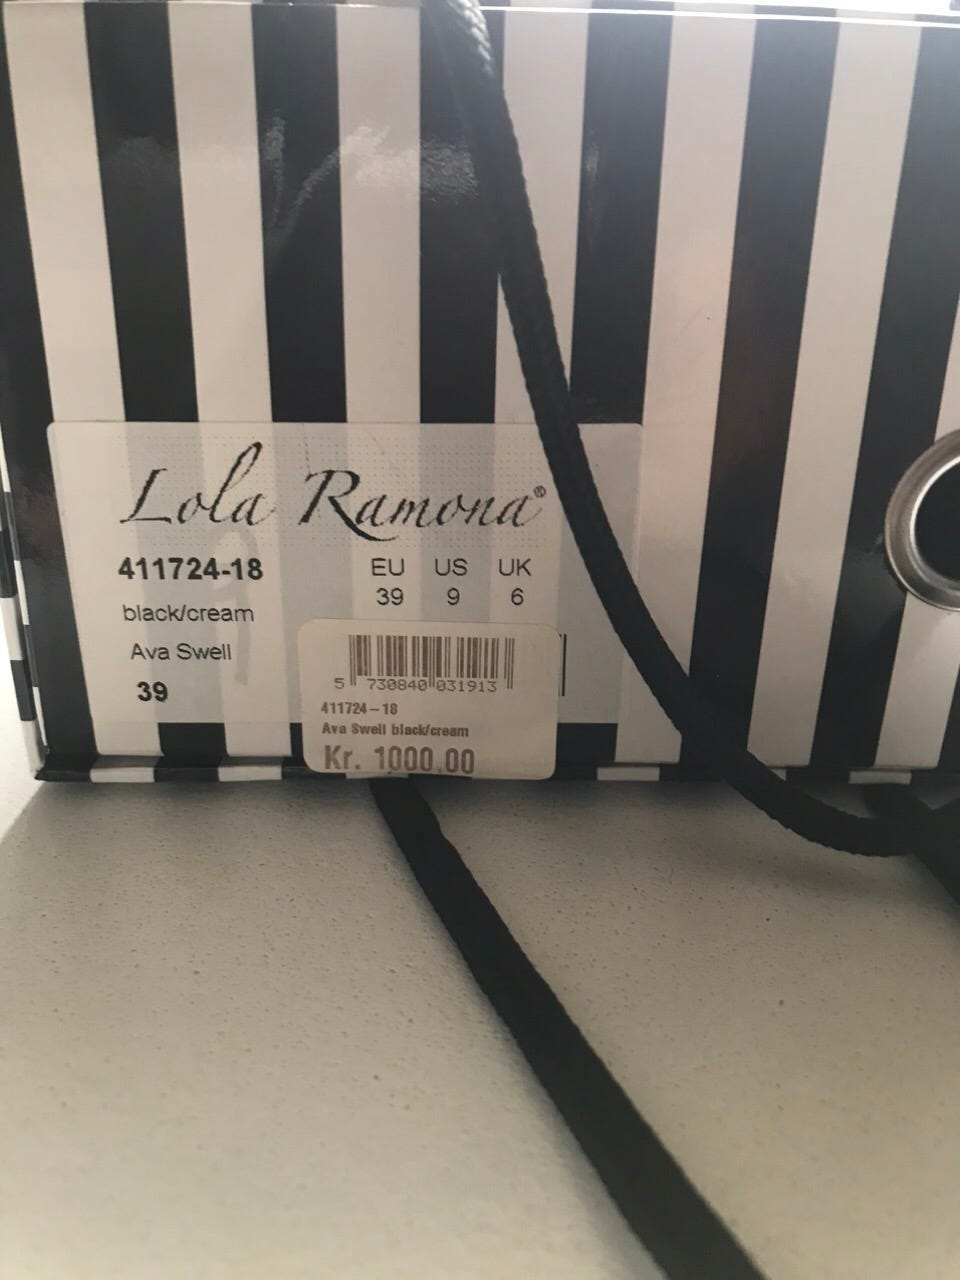 Lola Ramona®
411724-18
EU US UK
39 9 6
black/cream
Ava Swell
39
5 730840 031913
411724-18
Ava Swell black/cream
Kr. 1000.00